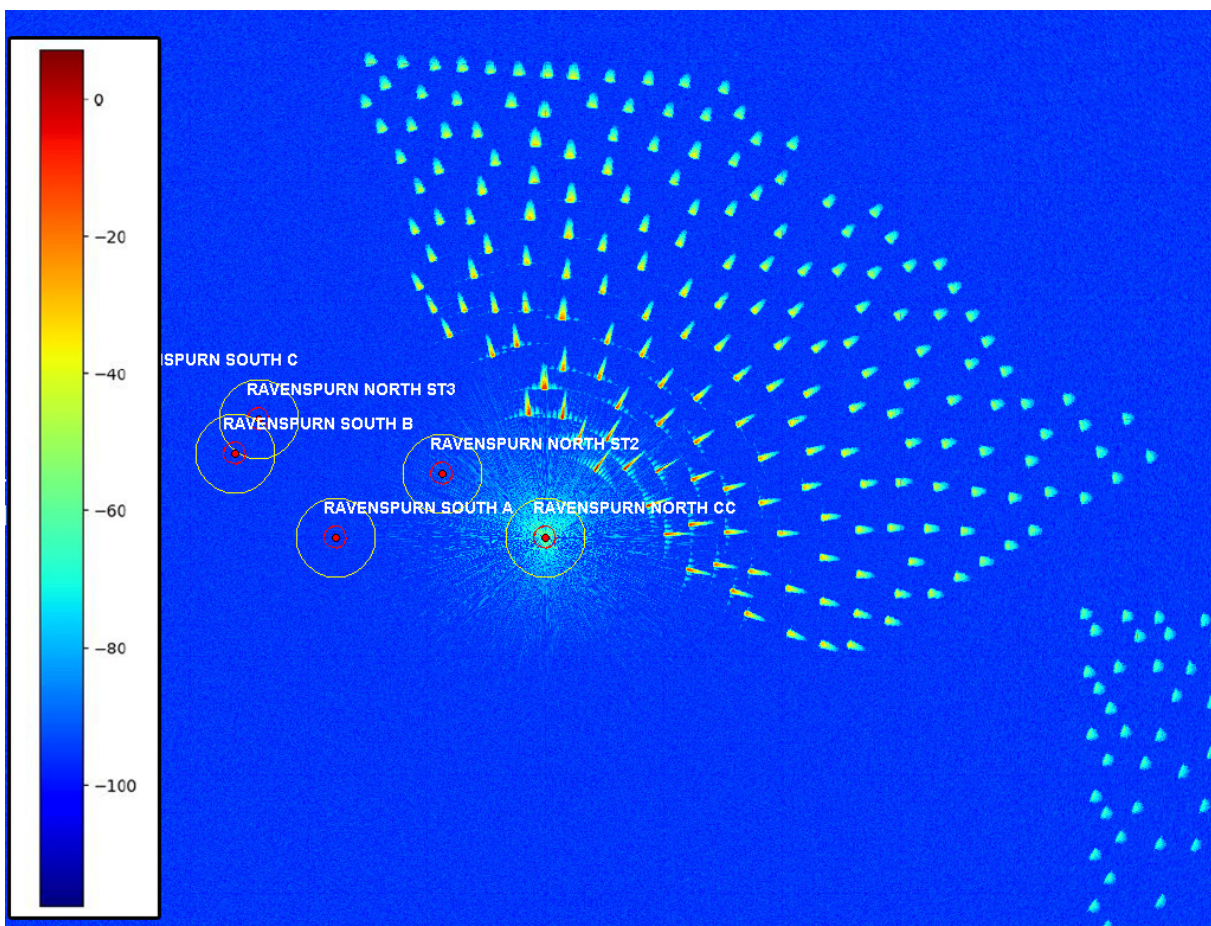 0
−20
−40
−60
−80
−100
SOUTH C
RAVENSPURN NORTH ST3
RAVENSPURN SOUTH B
RAVENSPURN NORTH ST2
RAVENSPURN SOUTH A
RAVENSPURN NORTH CC